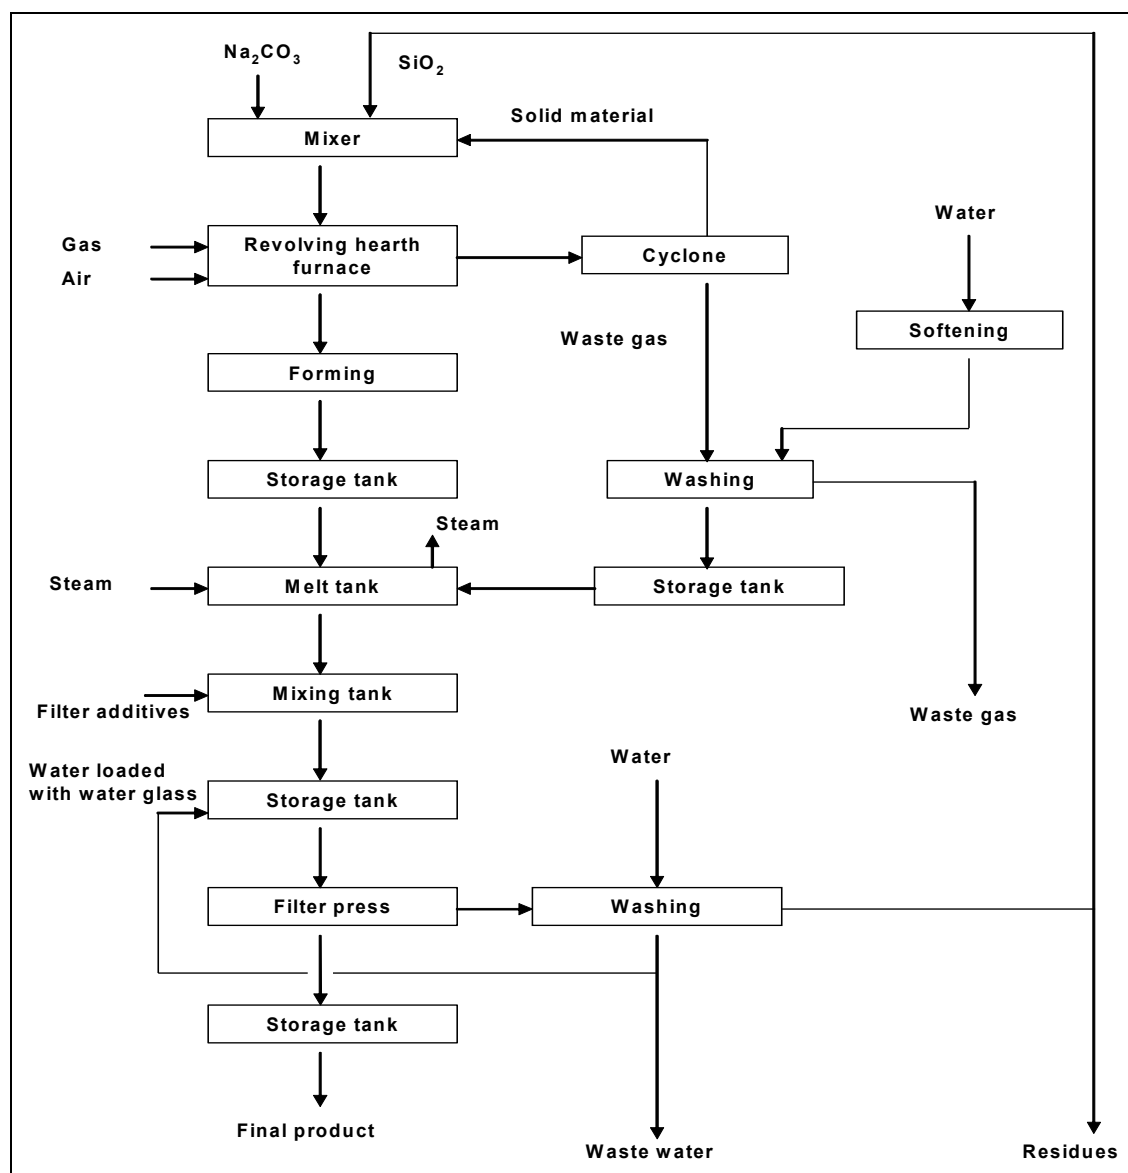 Na₂CO₃
SiO₂
Solid material
Mixer
Water
Gas
Revolving hearth
furnace
Cyclone
Air
Softening
Waste gas
Forming
Storage tank
Washing
Steam
Steam
Melt tank
Storage tank
Mixing tank
Filter additives
Waste gas
Water
Water loaded
with water glass
Storage tank
Filter press
Washing
Storage tank
Final product
Waste water
Residues